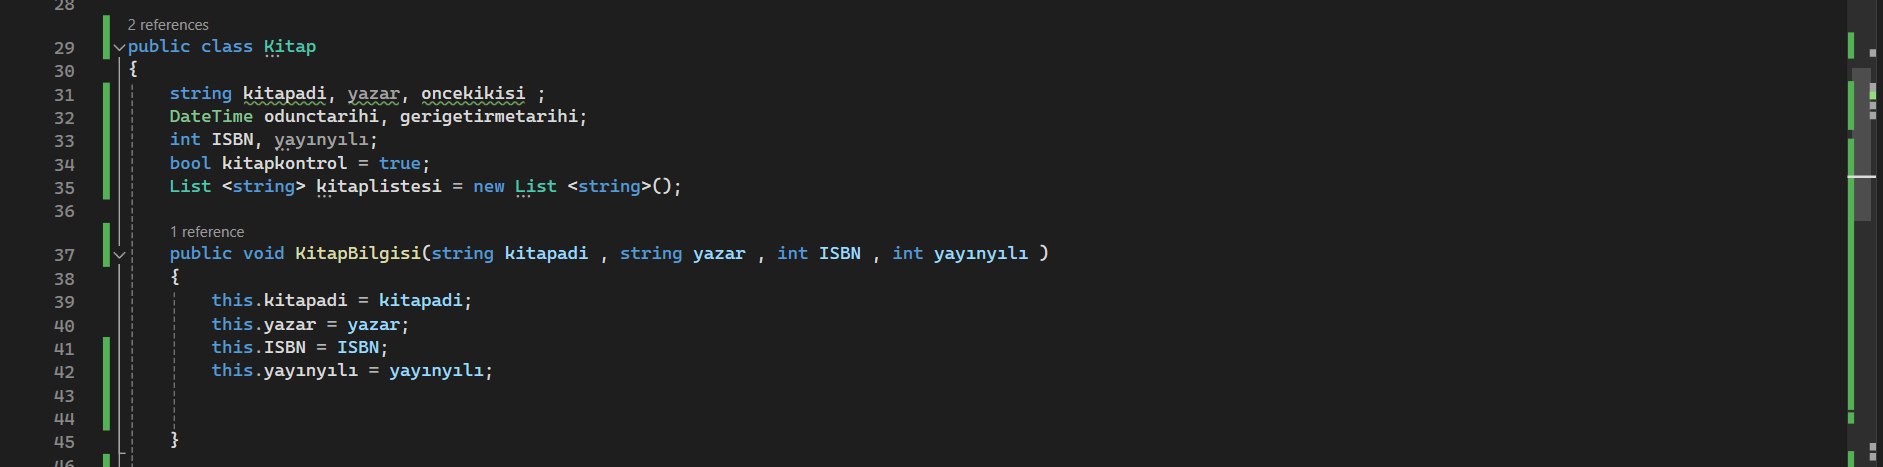 28
2 references
29 public class Kitap
30 {
31 string kitapadi, yazar, oncekikisi ;
32 DateTime odunctarihi, gerigetirmetarihi;
33 int ISBN, yayınyılı;
34 bool kitapkontrol = true;
35 List <string> kitaplistesi = new List <string>();
36
1 reference
37 public void KitapBilgisi(string kitapadi , string yazar , int ISBN , int yayınyılı )
38 {
39 this.kitapadi = kitapadi;
40 this.yazar = yazar;
41 this.ISBN = ISBN;
42 this.yayınyılı = yayınyılı;
43
44
45 }
46